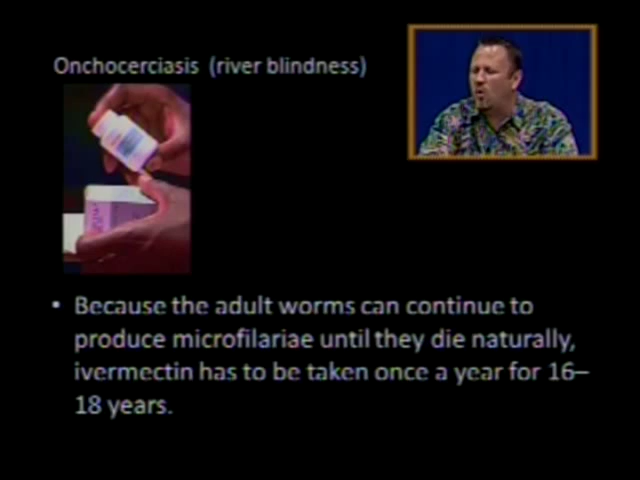 Onchocerciasis (river blindness)
• Because the adult worms can continue to
produce microfilariae until they die naturally,
ivermectin has to be taken once a year for 16–
18 years.